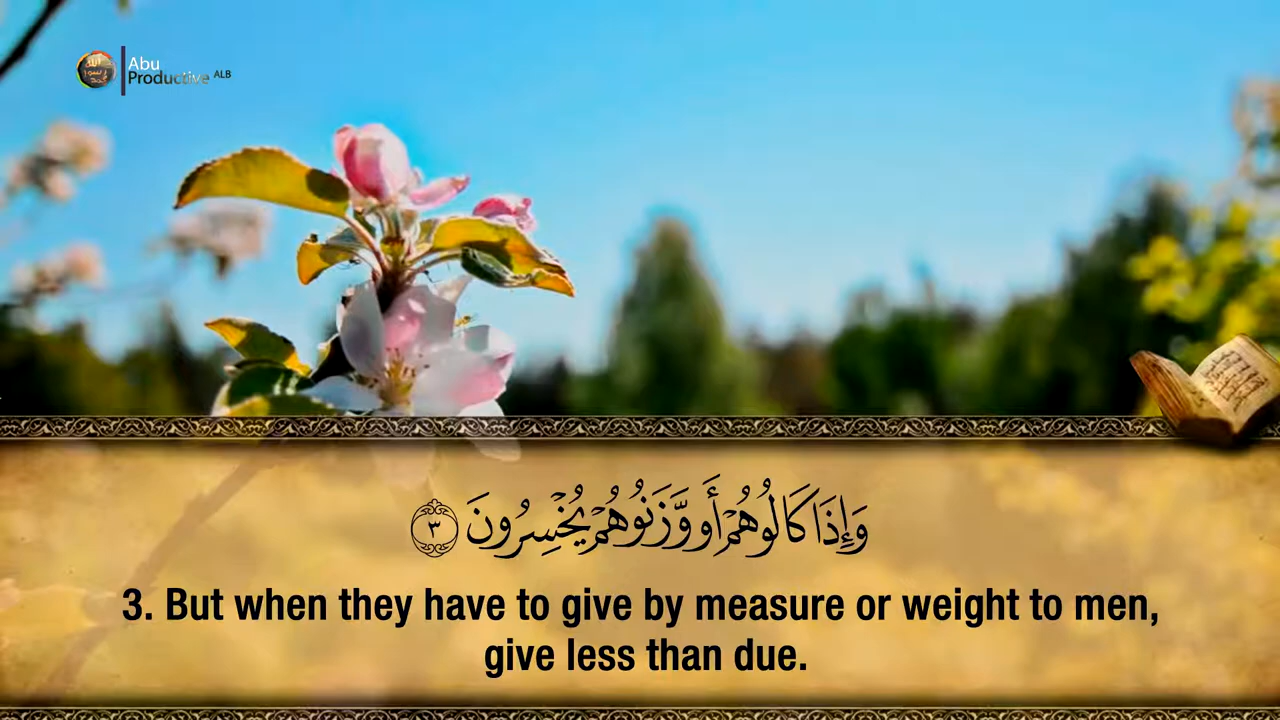 Abu
Productive ALB
وَإِذَا كَالُوهُمْ أَو وَّزَنُوهُمْ يُخْسِرُونَ ٣
3. But when they have to give by measure or weight to men,
give less than due.